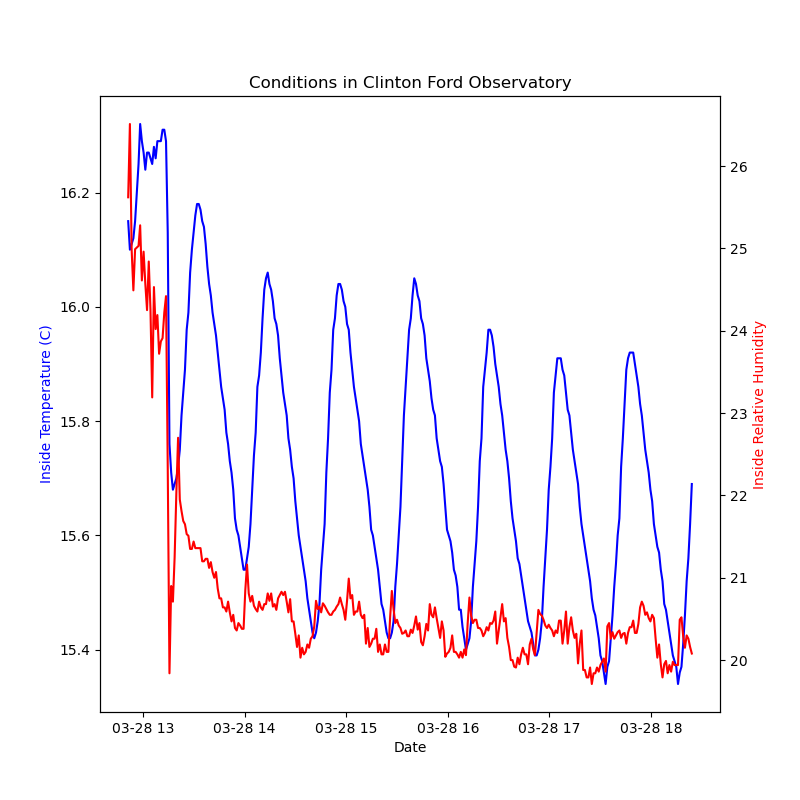 Conditions in Clinton Ford Observatory
Inside Temperature (C)
16.2
16.0
15.8
15.6
15.4
26
25
24
23
22
21
20
Inside Relative Humidity
03-28 13 03-28 14 03-28 15 03-28 16 03-28 17 03-28 18
Date